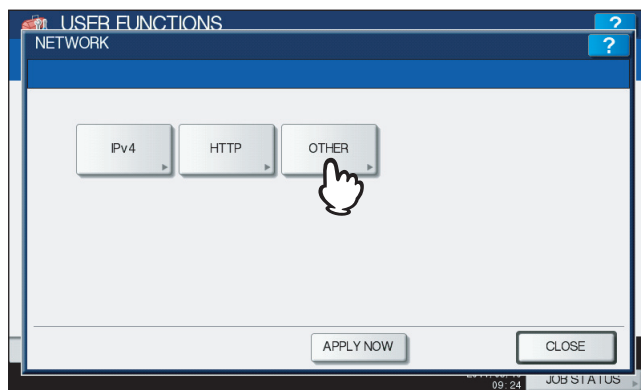 USER FUNCTIONS
?
NETWORK
?
IPv4
HTTP
OTHER
APPLY NOW
CLOSE
09:24
JOB STATUS